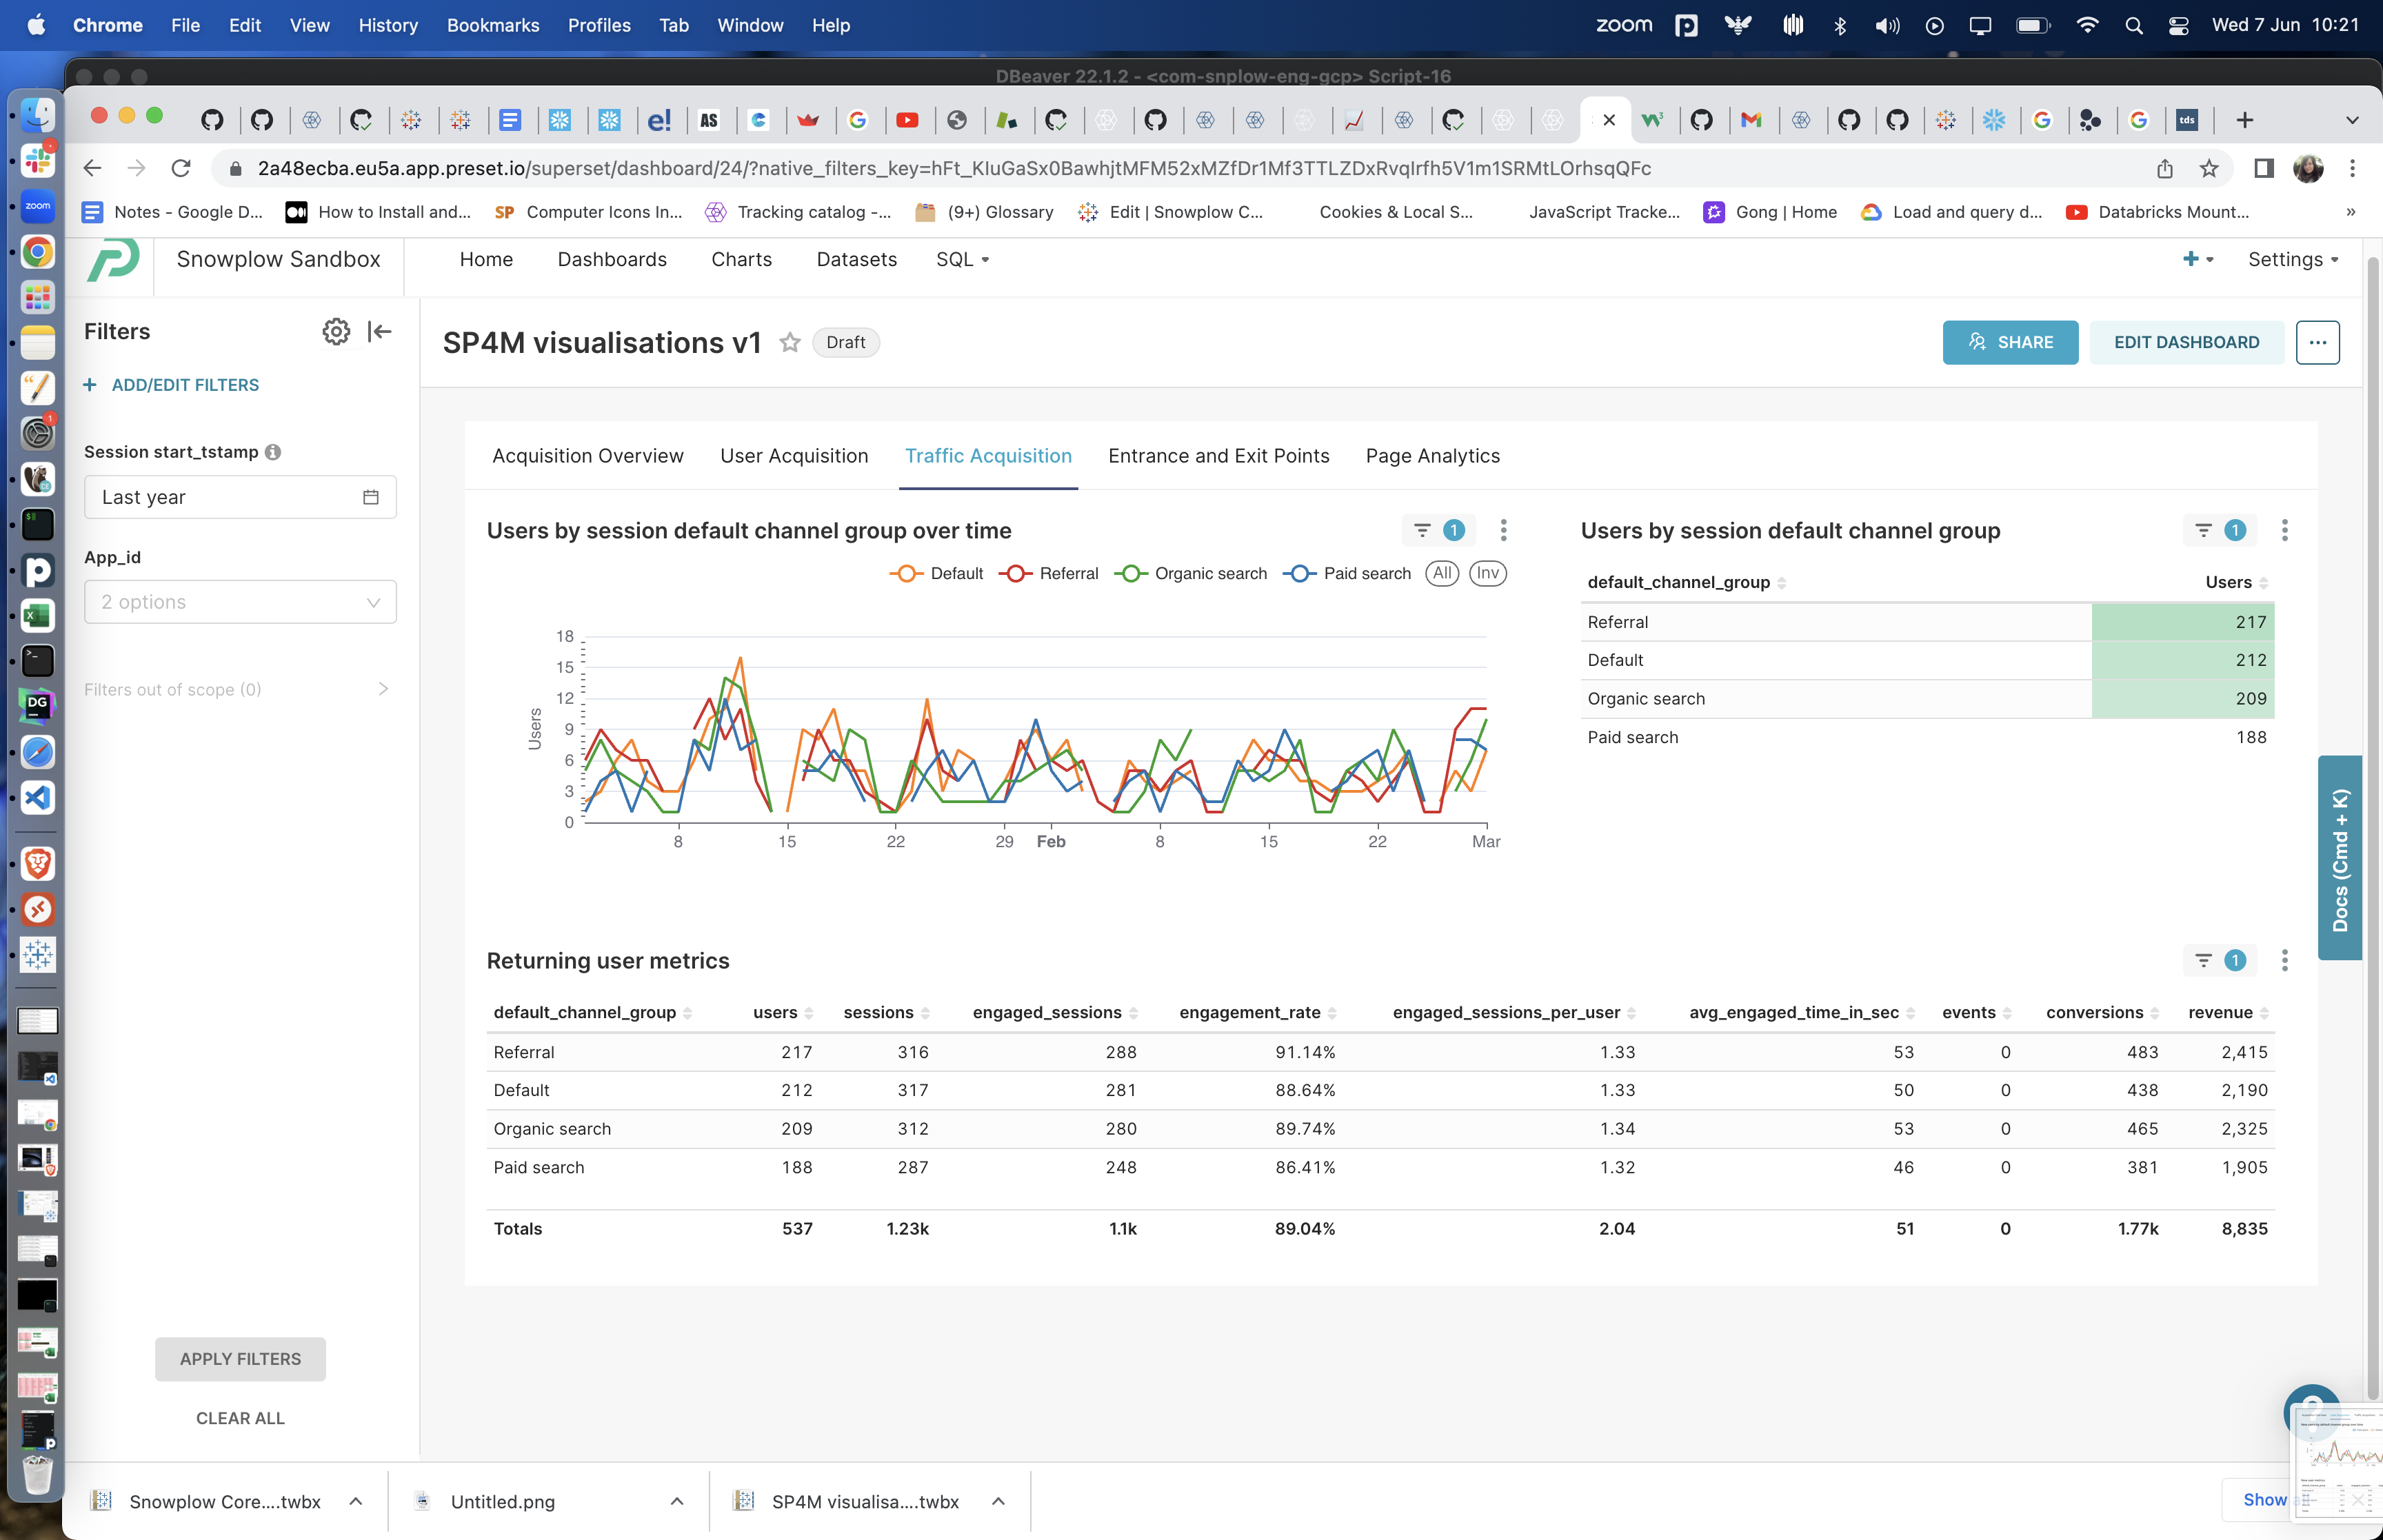 Chrome File Edit View History Bookmarks Profiles Tab Window Help zoom Wed 7 Jun 10:21
DBeaver 22.1.2 - <com-snplow-eng-gcp> Script-16
e! AS tds
2a48ecba.eu5a.app.preset.io/superset/dashboard/24/?native_filters_key=hFt_KIuGaSx0BawhjtMFM52xMZfDr1Mf3TTLZDxRvqIrfh5V1m1SRMtLOrhsqQFc
Notes - Google D... How to Install and... SP Computer Icons In... Tracking catalog -... (9+) Glossary Edit | Snowplow C... Cookies & Local S... JavaScript Tracke... Gong | Home Load and query d... Databricks Mount... »
Snowplow Sandbox Home Dashboards Charts Datasets SQL Settings
Filters
ADD/EDIT FILTERS
Session start_tstamp
Last year
App_id
2 options
Filters out of scope (0)
APPLY FILTERS
CLEAR ALL
SP4M visualisations v1 Draft SHARE EDIT DASHBOARD ...
Acquisition Overview User Acquisition Traffic Acquisition Entrance and Exit Points Page Analytics
Users by session default channel group over time 1
Default Referral Organic search Paid search All Inv
Users
18
15
12
9
6
3
0
8 15 22 29 Feb 8 15 22 Mar
Users by session default channel group 1
default_channel_group Users
Referral 217
Default 212
Organic search 209
Paid search 188
Docs (Cmd + K)
Returning user metrics 1
default_channel_group users sessions engaged_sessions engagement_rate engaged_sessions_per_user avg_engaged_time_in_sec events conversions revenue
Referral 217 316 288 91.14% 1.33 53 0 483 2,415
Default 212 317 281 88.64% 1.33 50 0 438 2,190
Organic search 209 312 280 89.74% 1.34 53 0 465 2,325
Paid search 188 287 248 86.41% 1.32 46 0 381 1,905
Totals 537 1.23k 1.1k 89.04% 2.04 51 0 1.77k 8,835
zoom
1
DG
Snowplow Core....twbx Untitled.png SP4M visualisa....twbx Show